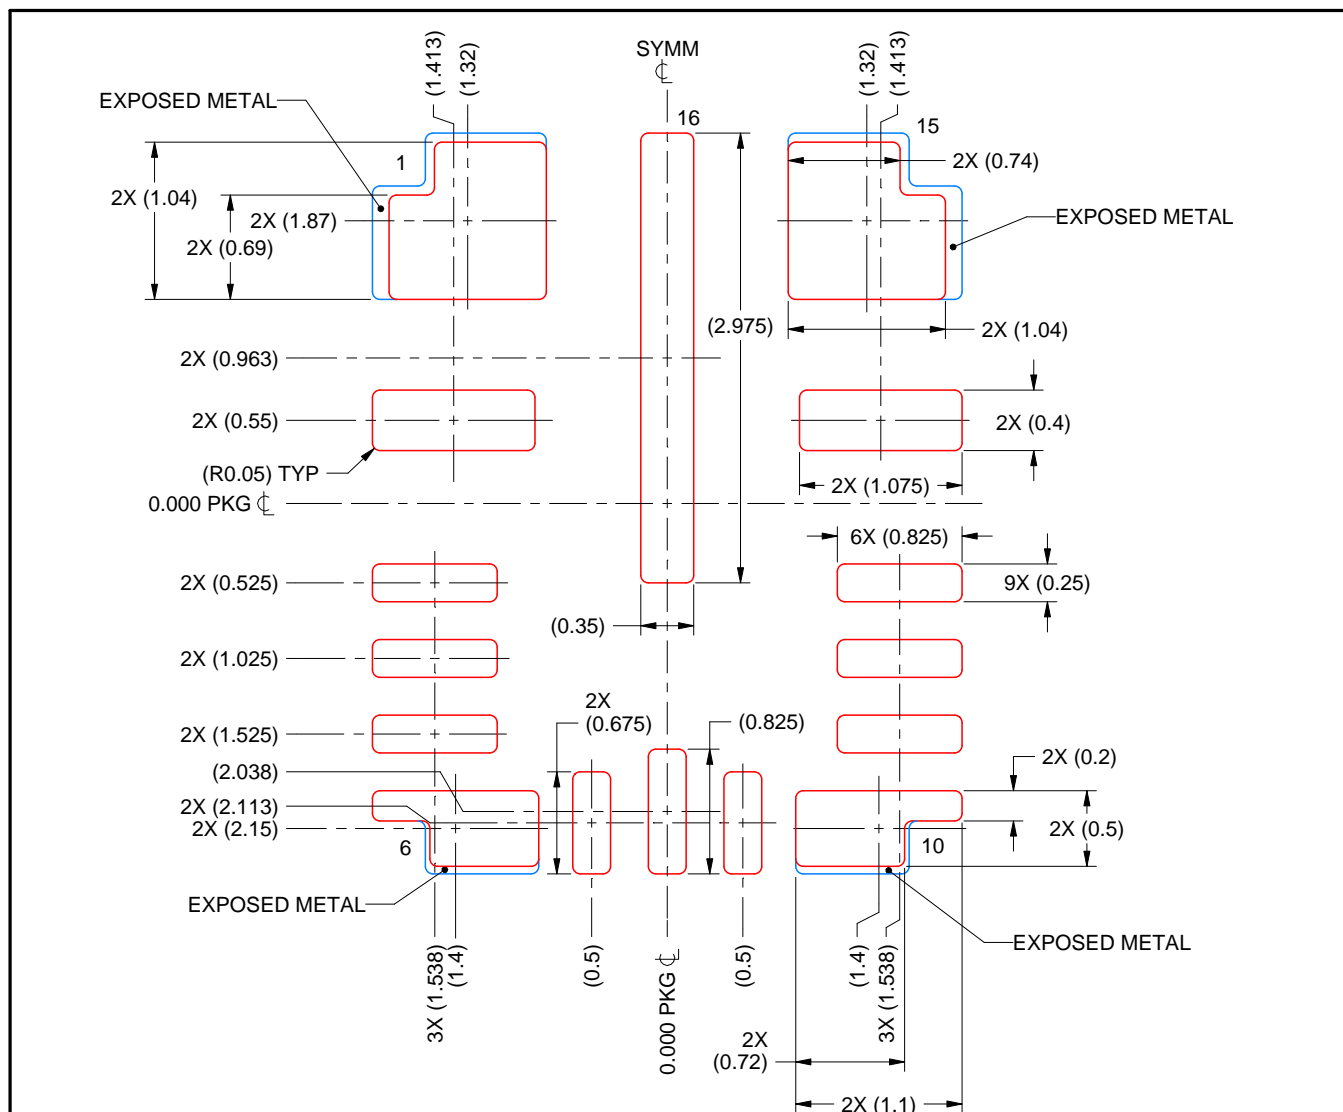 SYMM
℄
(1.413)
(1.32)
(1.32)
(1.413)
EXPOSED METAL
16
15
1
2X (0.74)
2X (1.04)
2X (1.87)
2X (0.69)
EXPOSED METAL
(2.975)
2X (1.04)
2X (0.963)
2X (0.55)
2X (0.4)
(R0.05) TYP
2X (1.075)
0.000 PKG ℄
6X (0.825)
2X (0.525)
9X (0.25)
(0.35)
2X (1.025)
2X
(0.675)
(0.825)
2X (1.525)
2X (0.2)
(2.038)
2X (2.113)
2X (2.15)
2X (0.5)
6
10
EXPOSED METAL
EXPOSED METAL
3X (1.538)
(1.4)
(0.5)
0.000 PKG ℄
(0.5)
(1.4)
3X (1.538)
2X
(0.72)
2X (1.1)